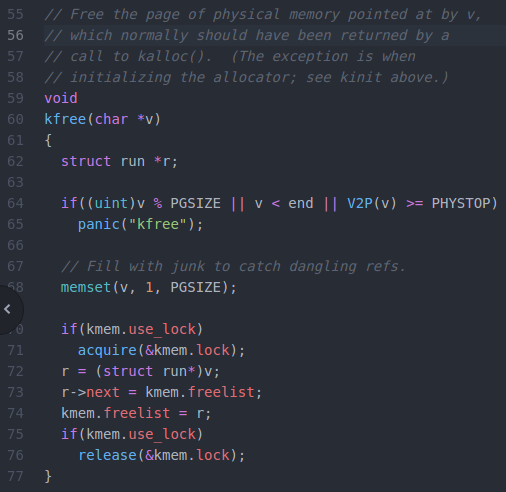 55 // Free the page of physical memory pointed at by v,
56 // which normally should have been returned by a
57 // call to kalloc().  (The exception is when
58 // initializing the allocator; see kinit above.)
59 void
60 kfree(char *v)
61 {
62   struct run *r;
63
64   if((uint)v % PGSIZE || v < end || V2P(v) >= PHYSTOP)
65     panic("kfree");
66
67   // Fill with junk to catch dangling refs.
68   memset(v, 1, PGSIZE);
70   if(kmem.use_lock)
71     acquire(&kmem.lock);
72   r = (struct run*)v;
73   r->next = kmem.freelist;
74   kmem.freelist = r;
75   if(kmem.use_lock)
76     release(&kmem.lock);
77 }